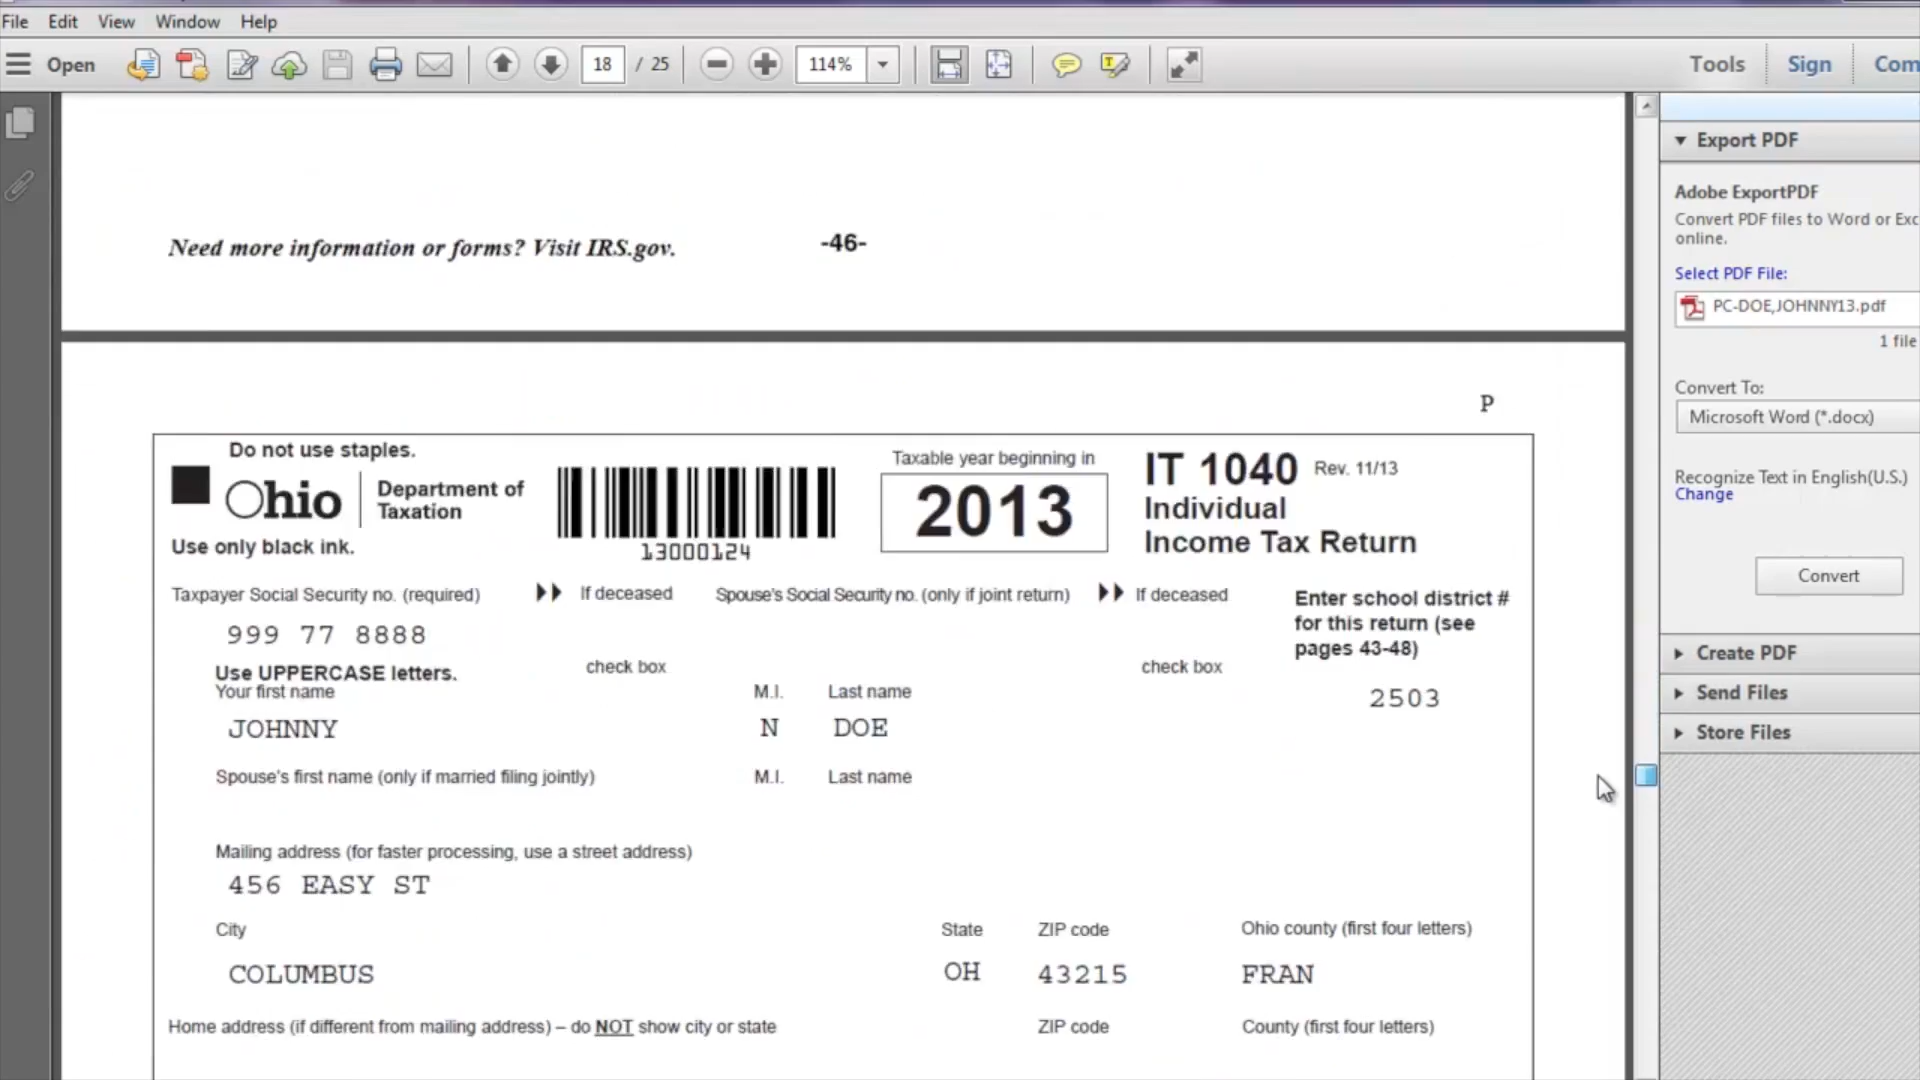 File Edit View Window Help
Open 18 / 25 114% Tools Sign Com
Need more information or forms? Visit IRS.gov. -46-
P
Do not use staples.
Ohio Department of Taxation
Use only black ink.
13000124
Taxable year beginning in
2013
IT 1040 Rev. 11/13
Individual
Income Tax Return
Taxpayer Social Security no. (required) If deceased Spouse's Social Security no. (only if joint return) If deceased
999 77 8888
check box check box
Enter school district #
for this return (see
pages 43-48)
2503
Use UPPERCASE letters.
Your first name M.I. Last name
JOHNNY N DOE
Spouse's first name (only if married filing jointly) M.I. Last name
Mailing address (for faster processing, use a street address)
456 EASY ST
City State ZIP code Ohio county (first four letters)
COLUMBUS OH 43215 FRAN
Home address (if different from mailing address) – do NOT show city or state ZIP code County (first four letters)
Export PDF
Adobe ExportPDF
Convert PDF files to Word or Exc
online.
Select PDF File:
PC-DOE,JOHNNY13.pdf
1 file
Convert To:
Microsoft Word (*.docx)
Recognize Text in English(U.S.)
Change
Convert
Create PDF
Send Files
Store Files